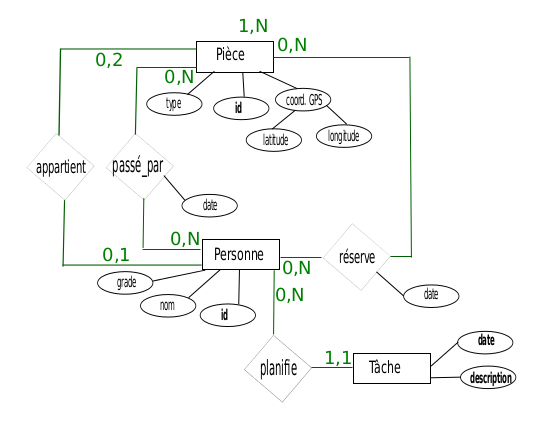 1,N
Pièce
0,N
0,2
0,N
type
id
coord. GPS
latitude
longitude
appartient
passé_par
date
0,N
0,1
Personne
0,N
réserve
grade
nom
id
0,N
date
planifie
1,1
Tâche
date
description